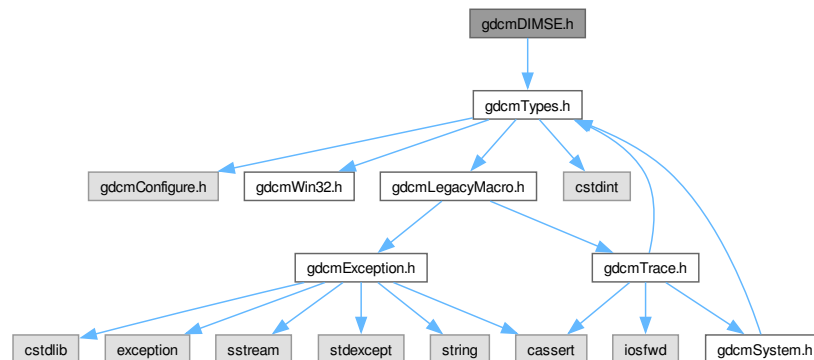 gdcmDIMSE.h
gdcmTypes.h
gdcmConfigure.h
gdcmWin32.h
gdcmLegacyMacro.h
cstdint
gdcmException.h
gdcmTrace.h
cstdlib
exception
sstream
stdexcept
string
cassert
iosfwd
gdcmSystem.h